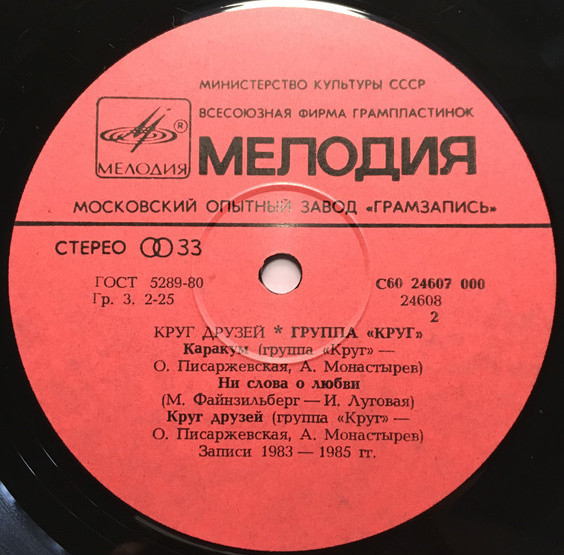 МИНИСТЕРСТВО КУЛЬТУРЫ СССР
ВСЕСОЮЗНАЯ ФИРМА ГРАМПЛАСТИНОК
® МЕЛОДИЯ
МЕЛОДИЯ
МОСКОВСКИЙ ОПЫТНЫЙ ЗАВОД «ГРАМЗАПИСЬ»
СТЕРЕО 33
ГОСТ 5289-80 С60 24607 000
Гр. 3. 2-25 24608
2
КРУГ ДРУЗЕЙ * ГРУППА «КРУГ»
Каракум (группа «Круг» —
О. Писаржевская, А. Монастырев)
Ни слова о любви
(М. Файнзильберг — И. Луговая)
Круг друзей (группа «Круг» —
О. Писаржевская, А. Монастырев)
Записи 1983 — 1985 гг.